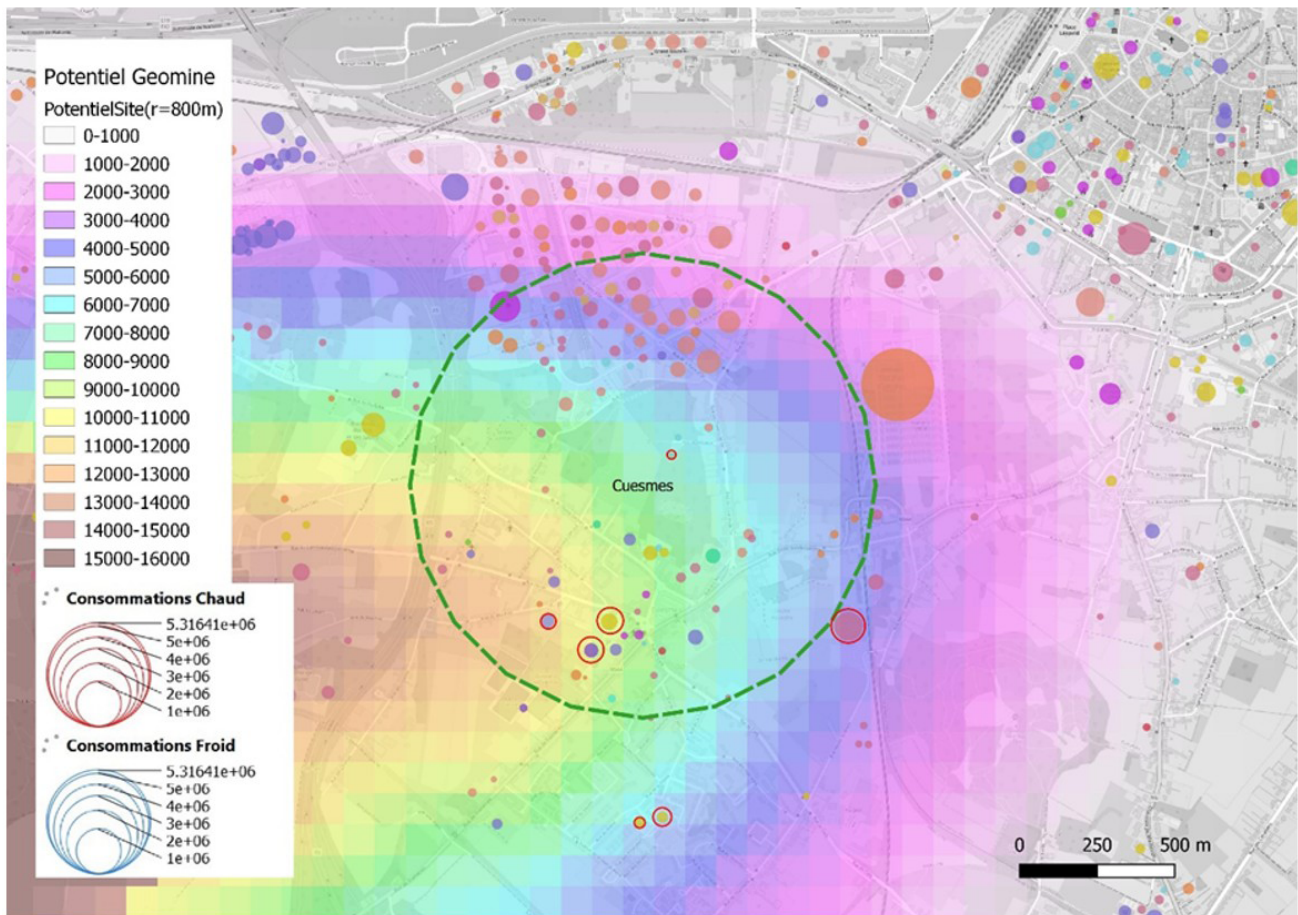 Potentiel Geomine
PotentielSite(r=800m)
0-1000
1000-2000
2000-3000
3000-4000
4000-5000
5000-6000
6000-7000
7000-8000
8000-9000
9000-10000
10000-11000
11000-12000
12000-13000
13000-14000
14000-15000
15000-16000
Consommations Chaud
5.31641e+06
5e+06
4e+06
3e+06
2e+06
1e+06
Consommations Froid
5.31641e+06
5e+06
4e+06
3e+06
2e+06
1e+06
Cuesmes
0 250 500 m